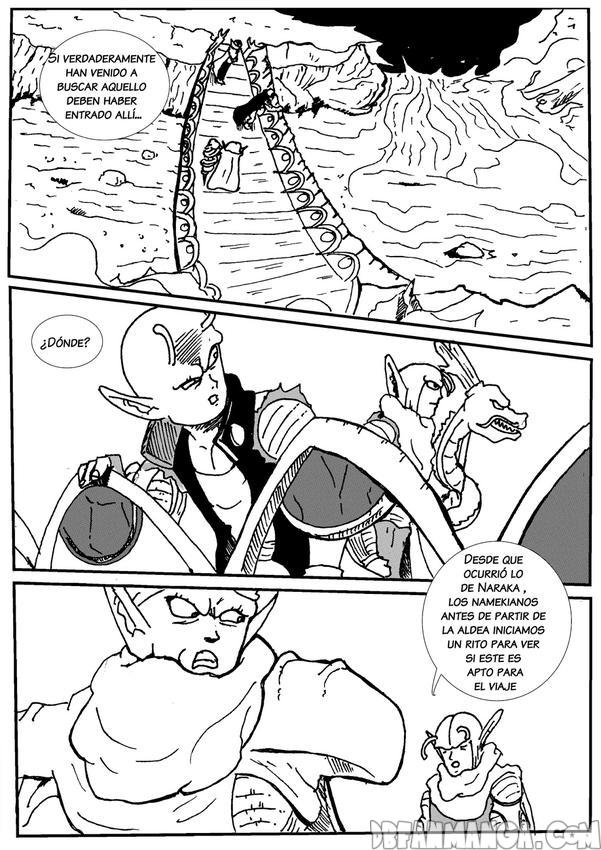 SI VERDADERAMENTE
HAN VENIDO A
BUSCAR AQUELLO
DEBEN HABER
ENTRADO ALLÍ...
¿DÓNDE?
DESDE QUE
OCURRIÓ LO
DE NARAKA ,
LOS NAMEKIANOS
ANTES DE PARTIR DE
LA ALDEA INICIAMOS
UN RITO PARA VER
SI ESTE ES
APTO PARA
EL VIAJE
DBFANMANGA.COM